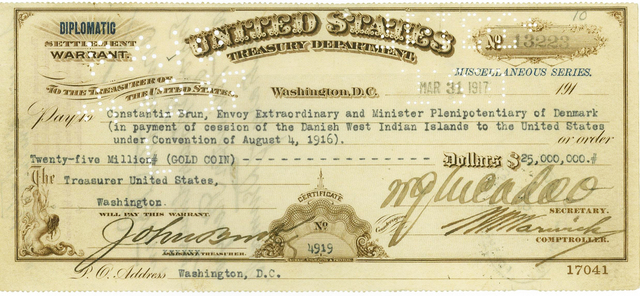 10
DIPLOMATIC
SETTLEMENT
WARRANT.
UNITED STATES
TREASURY DEPARTMENT.
No 13223
MISCELLANEOUS SERIES.
TO THE TREASURER OF
THE UNITED STATES,
Washington, D.C. MAR 31 1917 191
Pay to Constantin Brun, Envoy Extraordinary and Minister Plenipotentiary of Denmark
(in payment of cession of the Danish West Indian Islands to the United States
under Convention of August 4, 1916). or order
Twenty-five Million# (GOLD COIN) - - - - - - - - - - - - - - - - - - Dollars $25,000,000.#
The Treasurer United States,
Washington.
WILL PAY THIS WARRANT.
CERTIFICATE
No
4919
W G McAdoo
SECRETARY.
COMPTROLLER.
John Burke
TREASURER.
P.O. Address Washington, D.C.
17041